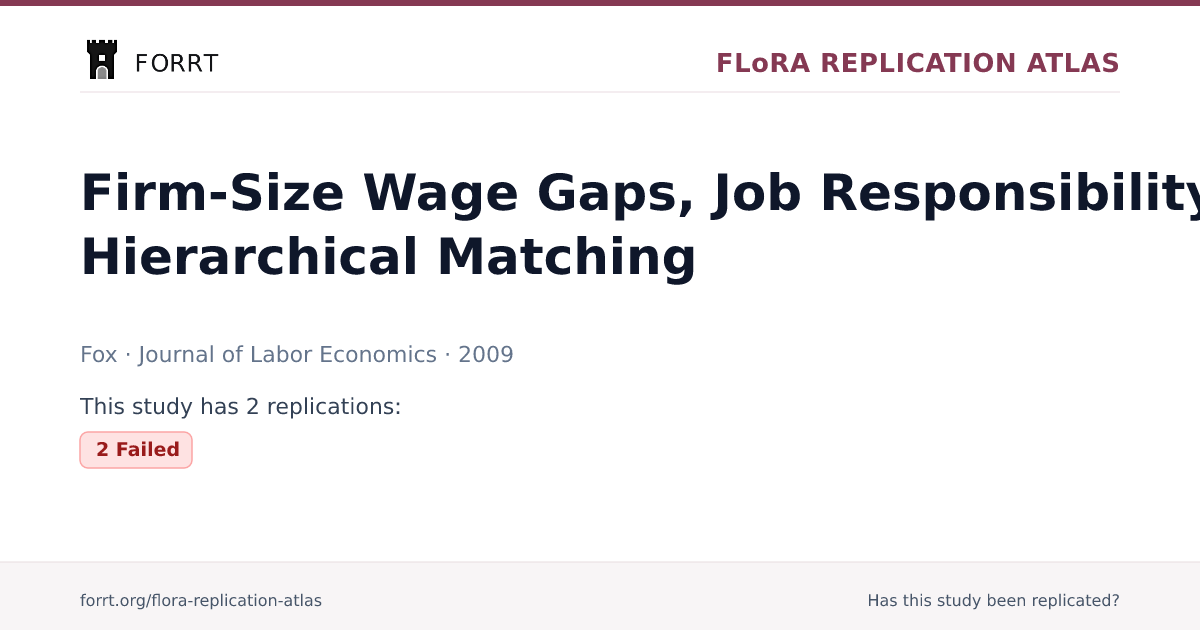 FORRT
FLoRA REPLICATION ATLAS
Firm-Size Wage Gaps, Job Responsibility
Hierarchical Matching
Fox · Journal of Labor Economics · 2009
This study has 2 replications:
2 Failed
forrt.org/flora-replication-atlas
Has this study been replicated?